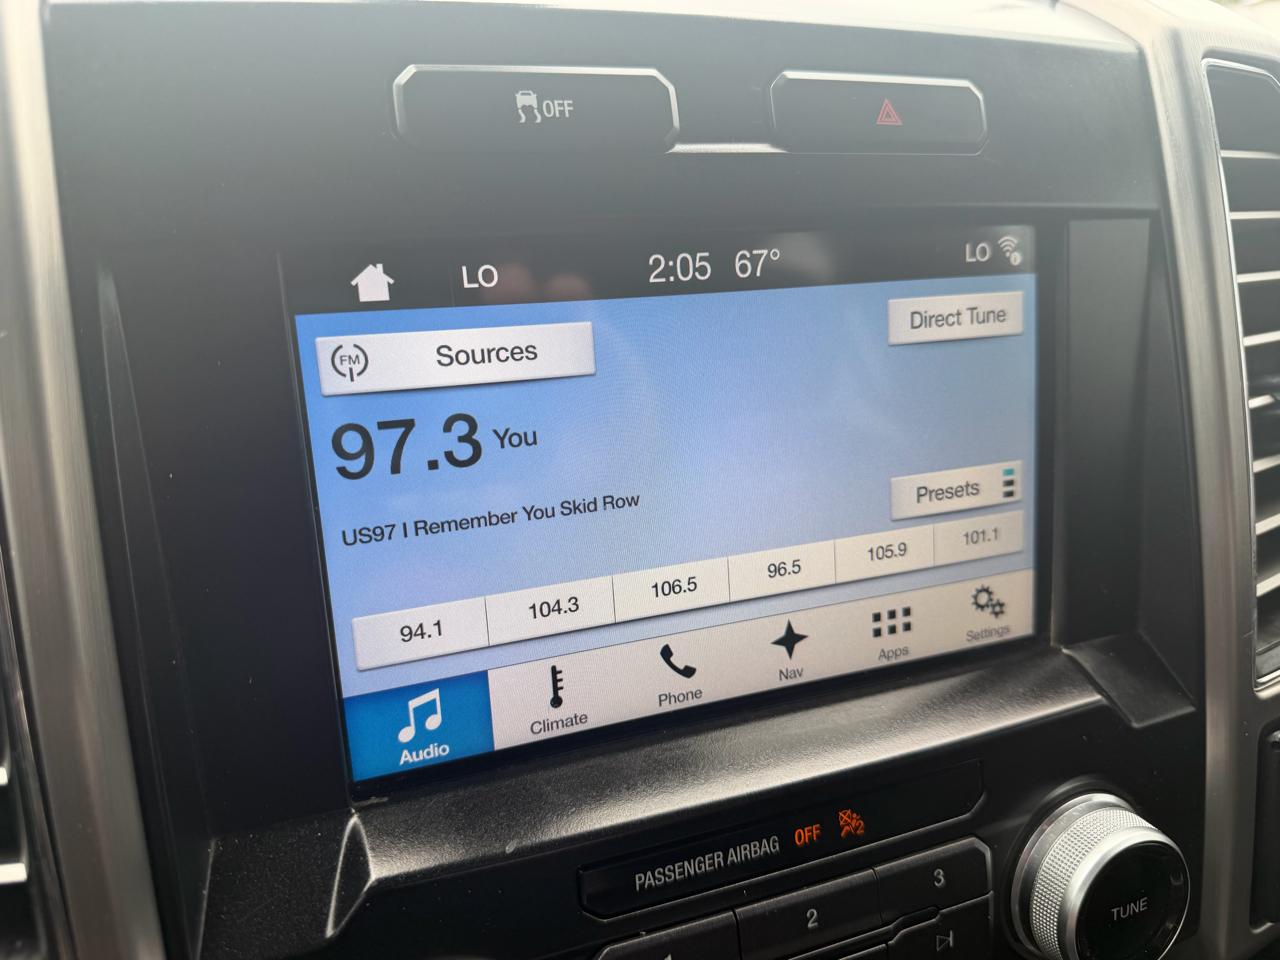 OFF
LO 2:05 67° LO
FM Sources
Direct Tune
97.3 You
Presets
US97 I Remember You Skid Row
94.1 104.3 106.5 96.5 105.9 101.1
Audio Climate Phone Nav Apps Settings
PASSENGER AIRBAG OFF 2
2 3
TUNE